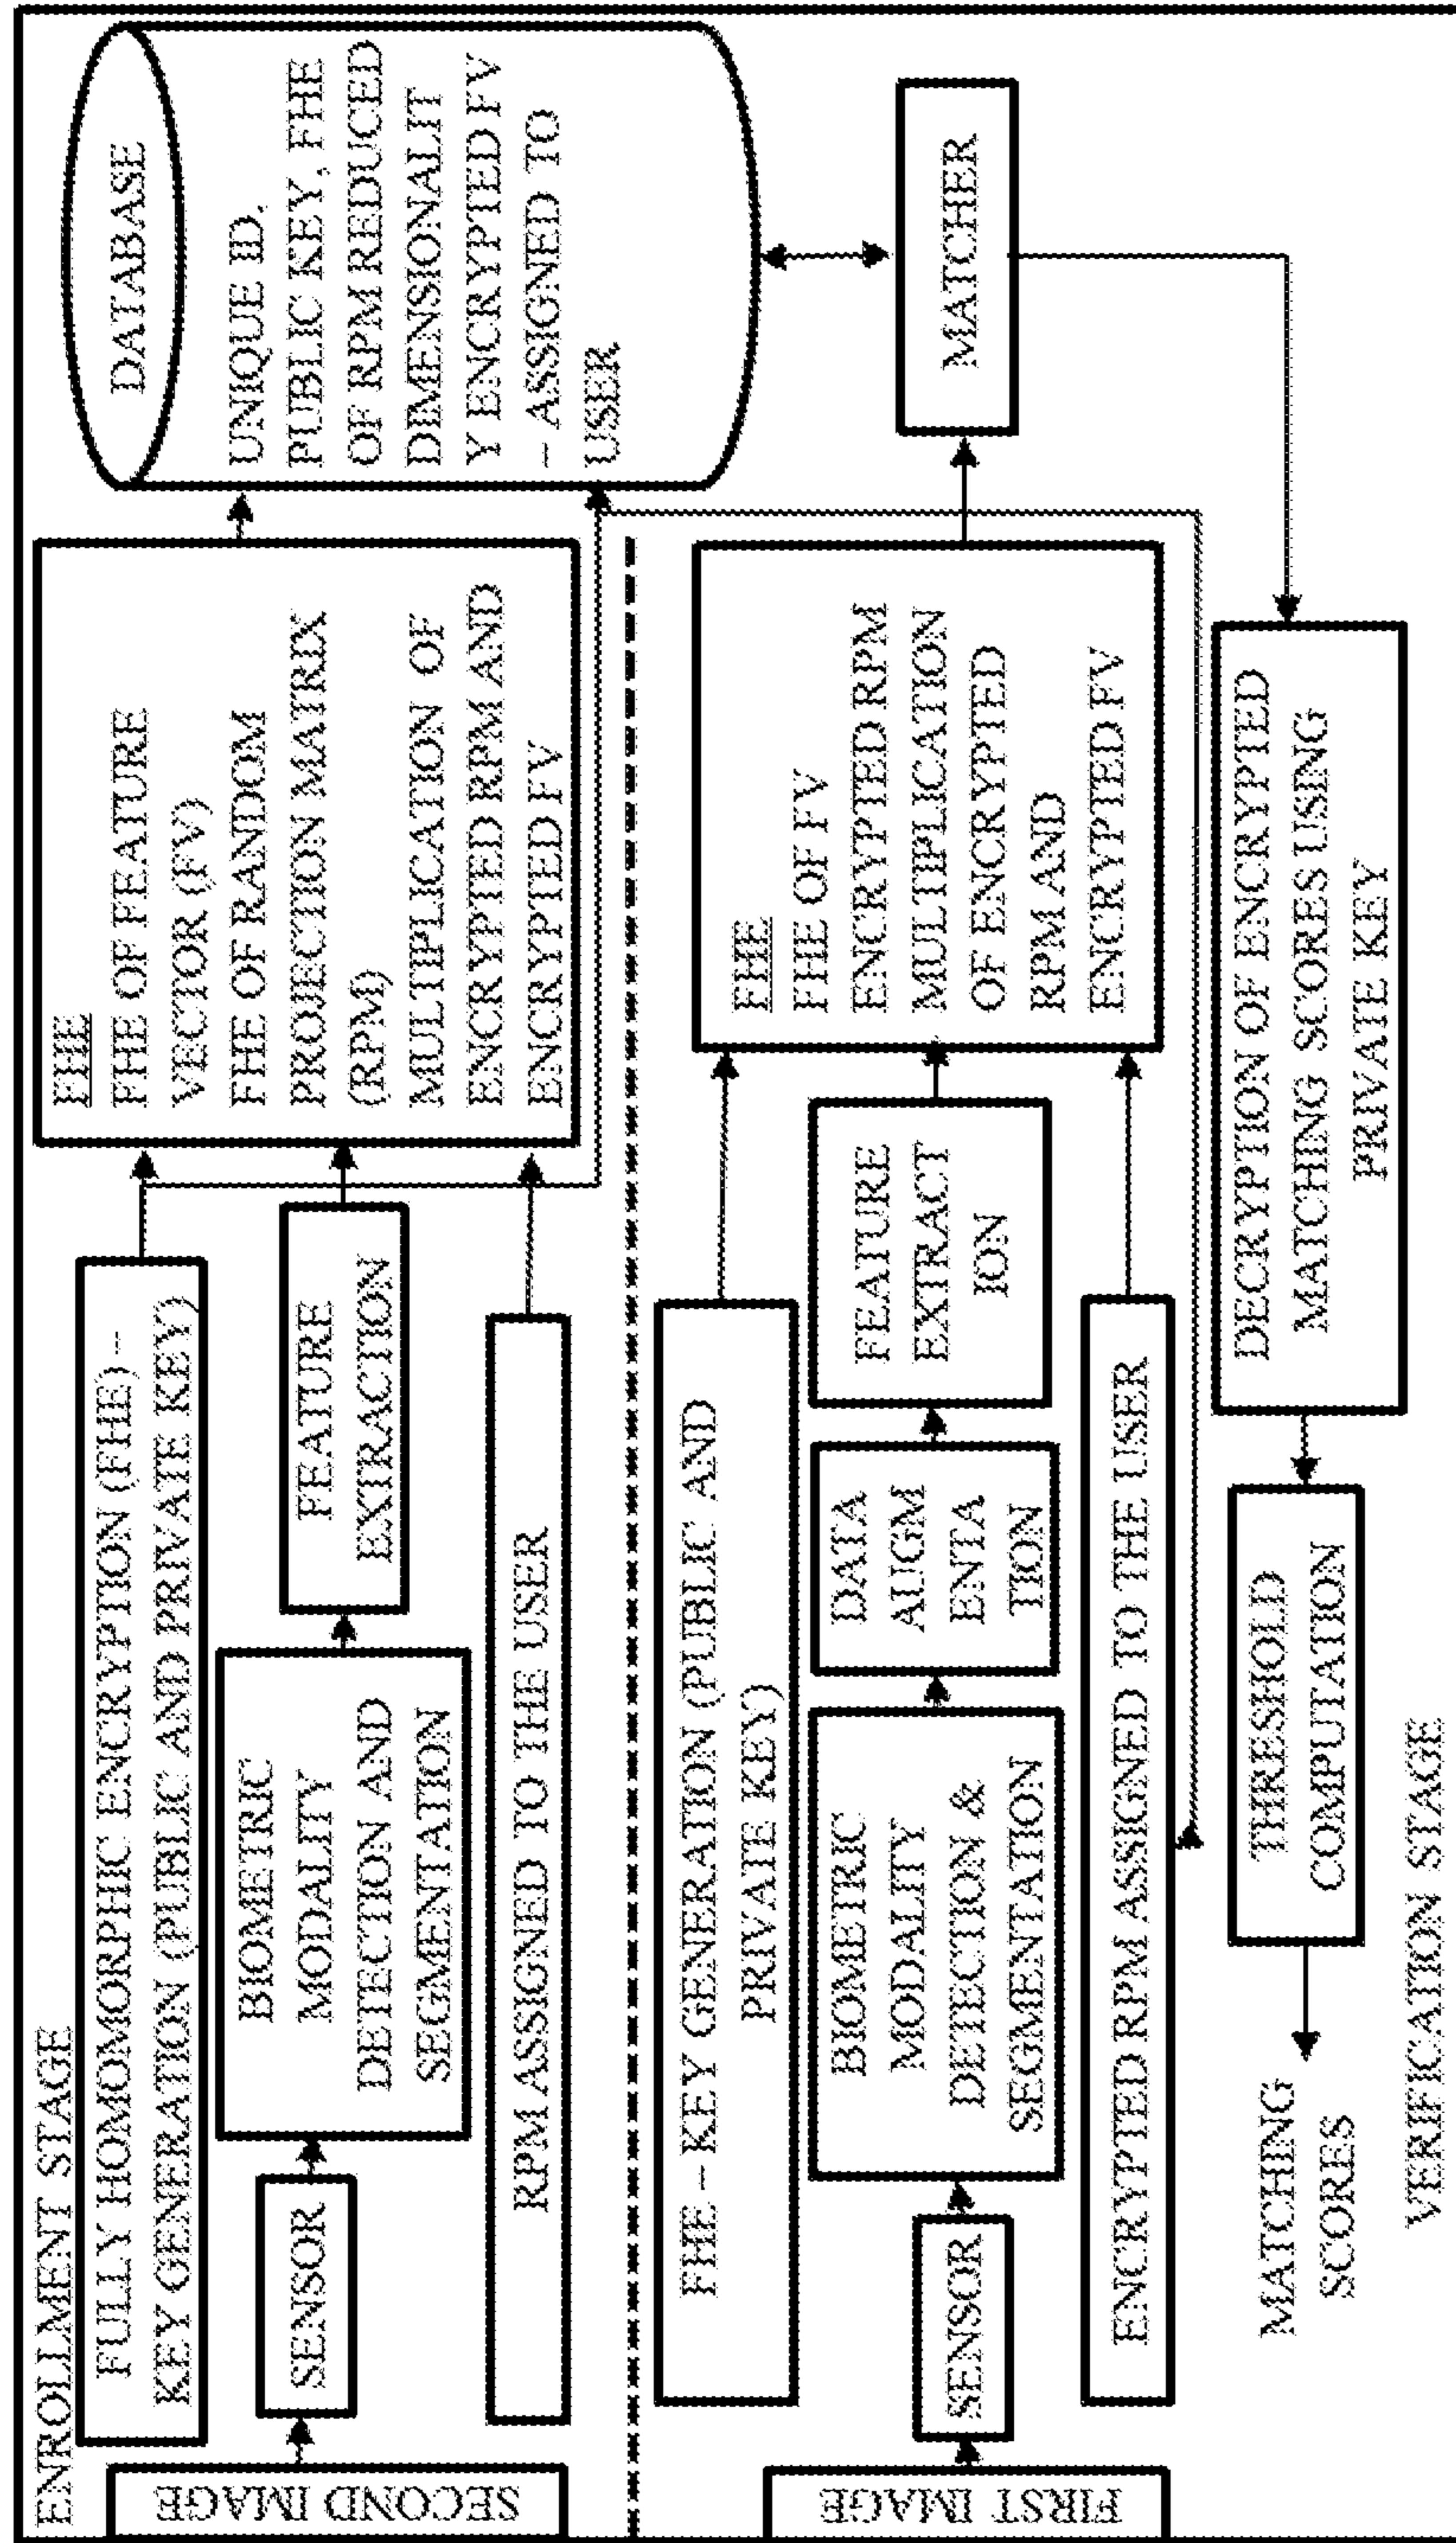 ENROLLMENT STAGE
SECOND IMAGE
FULLY HOMOMORPHIC ENCRYPTION (FHE) –
KEY GENERATION (PUBLIC AND PRIVATE KEY)
SENSOR
BIOMETRIC
MODALITY
DETECTION AND
SEGMENTATION
FEATURE
EXTRACTION
RPM ASSIGNED TO THE USER
FHE
FHE OF FEATURE
VECTOR (FV)
FHE OF RANDOM
PROJECTION MATRIX
(RPM)
MULTIPLICATION OF
ENCRYPTED RPM AND
ENCRYPTED FV
DATABASE
UNIQUE ID,
PUBLIC KEY, FHE
OF RPM REDUCED
DIMENSIONALIT
Y ENCRYPTED FV
– ASSIGNED TO
USER
FIRST IMAGE
FHE – KEY GENERATION (PUBLIC AND
PRIVATE KEY)
SENSOR
BIOMETRIC
MODALITY
DETECTION &
SEGMENTATION
DATA
AUGM
ENTA
TION
FEATURE
EXTRACT
ION
ENCRYPTED RPM ASSIGNED TO THE USER
FHE
FHE OF FV
ENCRYPTED RPM
MULTIPLICATION
OF ENCRYPTED
RPM AND
ENCRYPTED FV
MATCHER
DECRYPTION OF ENCRYPTED
MATCHING SCORES USING
PRIVATE KEY
THRESHOLD
COMPUTATION
MATCHING
SCORES
VERIFICATION STAGE